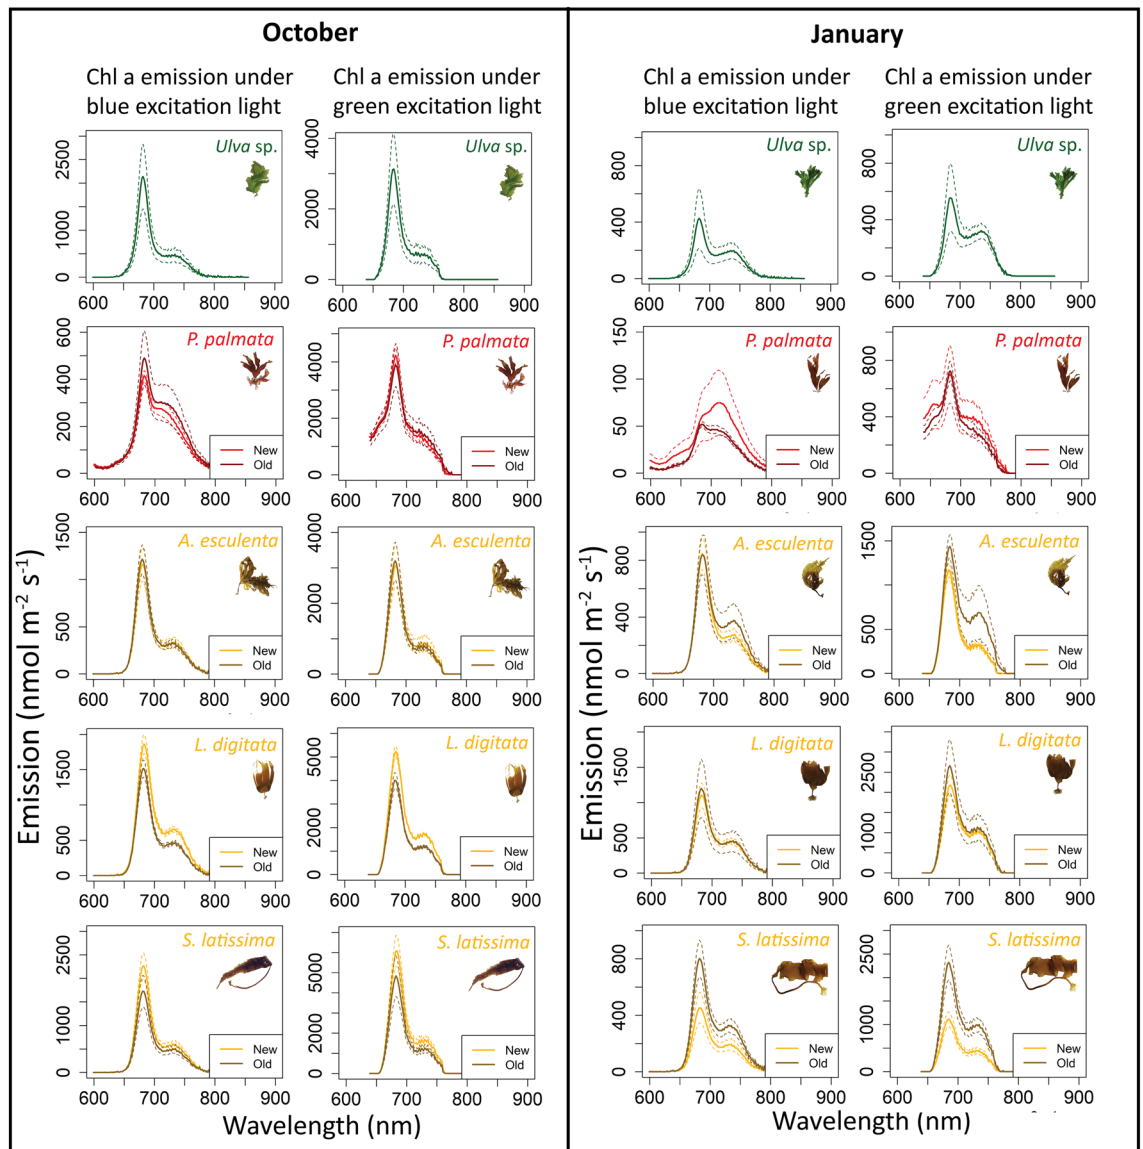 October
January
Chl a emission under
blue excitation light
Chl a emission under
green excitation light
Chl a emission under
blue excitation light
Chl a emission under
green excitation light
Emission (nmol m-2 s-1)
Emission (nmol m-2 s-1)
Ulva sp.
0 1000 2500
600 700 800 900
Ulva sp.
0 2000 4000
600 700 800 900
Ulva sp.
0 400 800
600 700 800 900
Ulva sp.
0 400 800
600 700 800 900
P. palmata
0 200 400 600
New
Old
600 700 800 900
P. palmata
0 2000 4000
New
Old
600 700 800 900
P. palmata
0 50 100 150
New
Old
600 700 800 900
P. palmata
0 400 800
New
Old
600 700 800 900
A. esculenta
0 500 1500
New
Old
600 700 800 900
A. esculenta
0 2000 4000
New
Old
600 700 800 900
A. esculenta
0 400 800
New
Old
600 700 800 900
A. esculenta
0 500 1500
New
Old
600 700 800 900
L. digitata
0 500 1500
New
Old
600 700 800 900
L. digitata
0 2000 5000
New
Old
600 700 800 900
L. digitata
0 500 1500
New
Old
600 700 800 900
L. digitata
0 1000 2500
New
Old
600 700 800 900
S. latissima
0 1000 2500
New
Old
600 700 800 900
S. latissima
0 2000 5000
New
Old
600 700 800 900
S. latissima
0 400 800
New
Old
600 700 800 900
S. latissima
0 1000 2500
New
Old
600 700 800 900
Wavelength (nm)
Wavelength (nm)